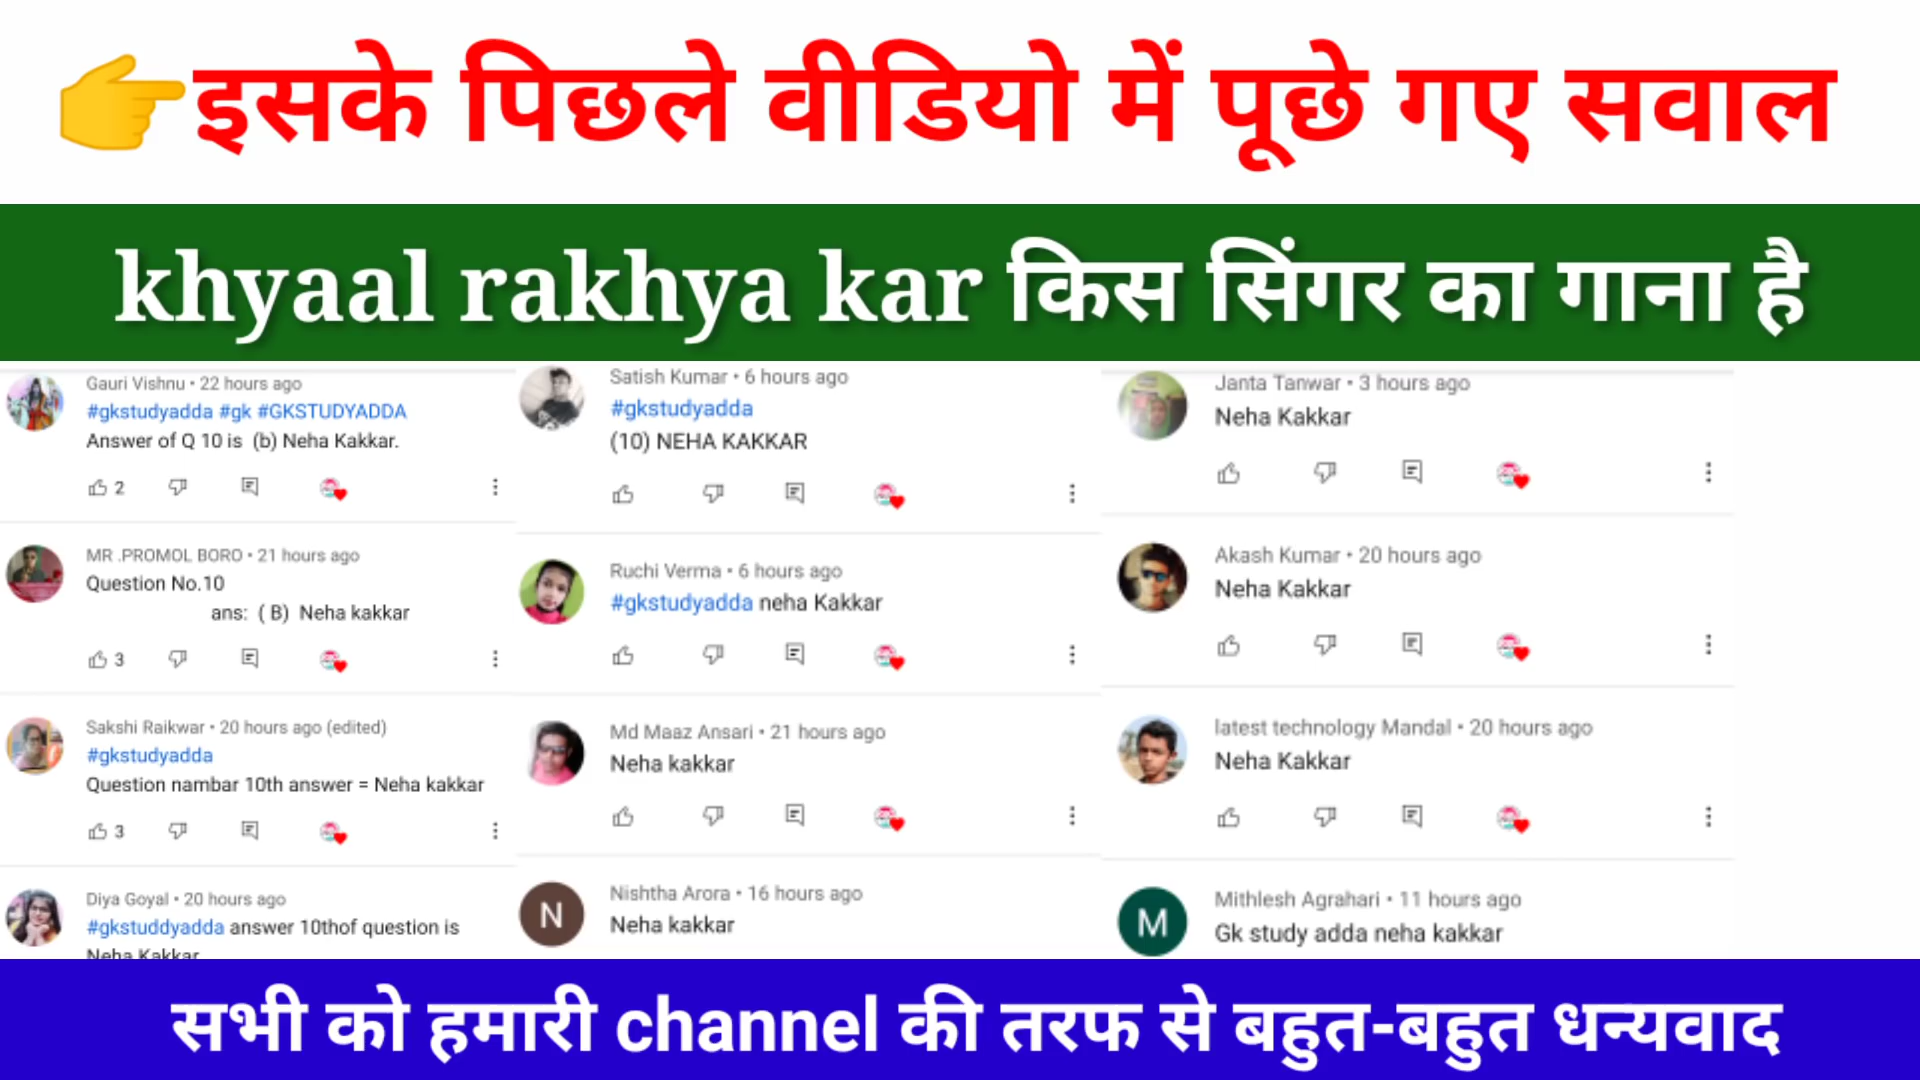 इसके पिछले वीडियो में पूछे गए सवाल
khyaal rakhya kar किस सिंगर का गाना है
Gauri Vishnu • 22 hours ago
#gkstudyadda #gk #GKSTUDYADDA
Answer of Q 10 is (b) Neha Kakkar.
2
MR .PROMOL BORO • 21 hours ago
Question No.10
ans: ( B) Neha kakkar
3
Sakshi Raikwar • 20 hours ago (edited)
#gkstudyadda
Question nambar 10th answer = Neha kakkar
3
Diya Goyal • 20 hours ago
#gkstuddyadda answer 10thof question is
Neha Kakkar
Satish Kumar • 6 hours ago
#gkstudyadda
(10) NEHA KAKKAR
Ruchi Verma • 6 hours ago
#gkstudyadda neha Kakkar
Md Maaz Ansari • 21 hours ago
Neha kakkar
N
Nishtha Arora • 16 hours ago
Neha kakkar
Janta Tanwar • 3 hours ago
Neha Kakkar
Akash Kumar • 20 hours ago
Neha Kakkar
latest technology Mandal • 20 hours ago
Neha Kakkar
M
Mithlesh Agrahari • 11 hours ago
Gk study adda neha kakkar
सभी को हमारी channel की तरफ से बहुत-बहुत धन्यवाद